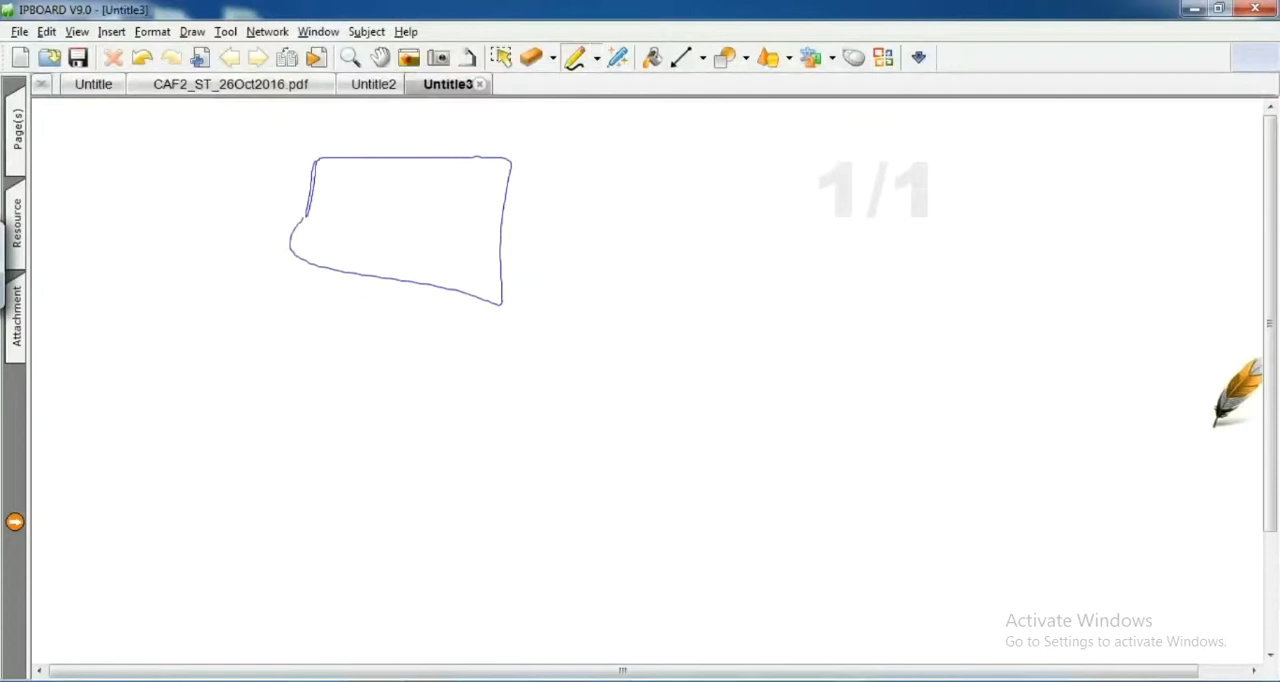 IPBOARD V9.0 - [Untitle3]
File Edit View Insert Format Draw Tool Network Window Subject Help
Untitle CAF2_ST_26Oct2016.pdf Untitle2 Untitle3
Page(s)
Resource
Attachment
1/1
Activate Windows
Go to Settings to activate Windows.